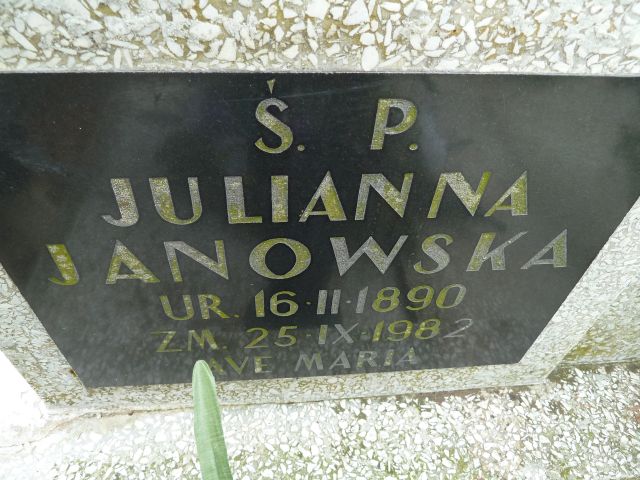 Ś. P.
JULIANNA
JANOWSKA
UR. 16·II·1890
ZM. 25·IX·1982
AVE MARIA